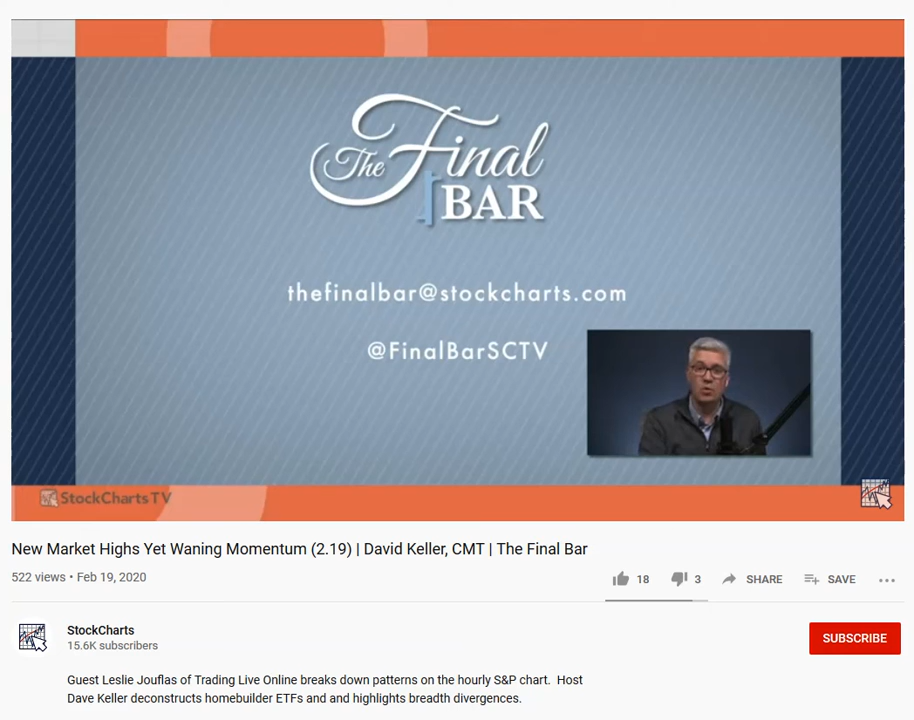 The Final
BAR
thefinalbar@stockcharts.com
@FinalBarSCTV
StockChartsTV
New Market Highs Yet Waning Momentum (2.19) | David Keller, CMT | The Final Bar
522 views • Feb 19, 2020
18
3
SHARE
SAVE
StockCharts
15.6K subscribers
SUBSCRIBE
Guest Leslie Jouflas of Trading Live Online breaks down patterns on the hourly S&P chart.  Host
Dave Keller deconstructs homebuilder ETFs and and highlights breadth divergences.